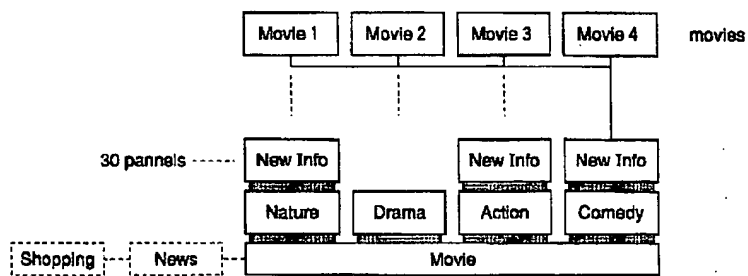 Movie 1 Movie 2 Movie 3 Movie 4 movies
30 pannels New Info New Info New Info
Nature Drama Action Comedy
Shopping News Movie